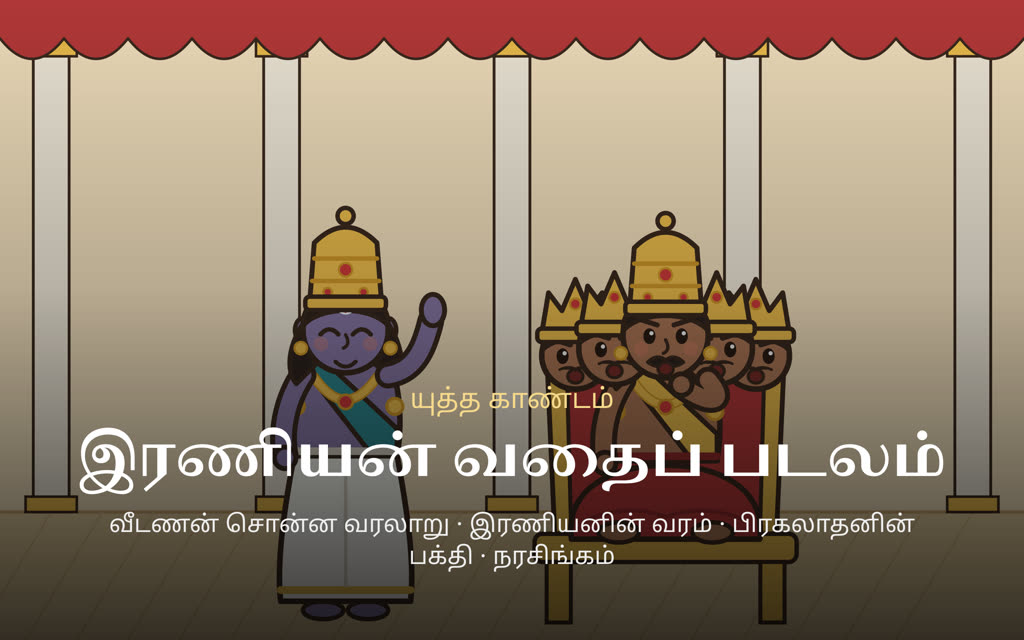 யுத்த காண்டம்
இரணியன் வதைப் படலம்
வீடணன் சொன்ன வரலாறு · இரணியனின் வரம் · பிரகலாதனின்
பக்தி · நரசிங்கம்